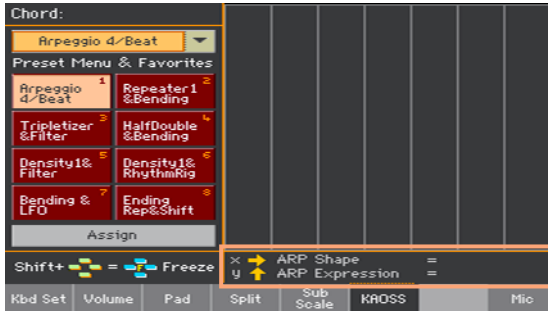 Chord:
Arpeggio 4/Beat
Preset Menu & Favorites
Arpeggio 4/Beat 1
Repeater1 &Bending 2
Tripletizer &Filter 3
HalfDouble &Bending 4
Density1& Filter 5
Density1& RhythmRig 6
Bending & LFO 7
Ending Rep&Shift 8
Assign
Shift+ = F Freeze
x ARP Shape =
y ARP Expression =
Kbd Set Volume Pad Split Sub Scale KAOSS Mic